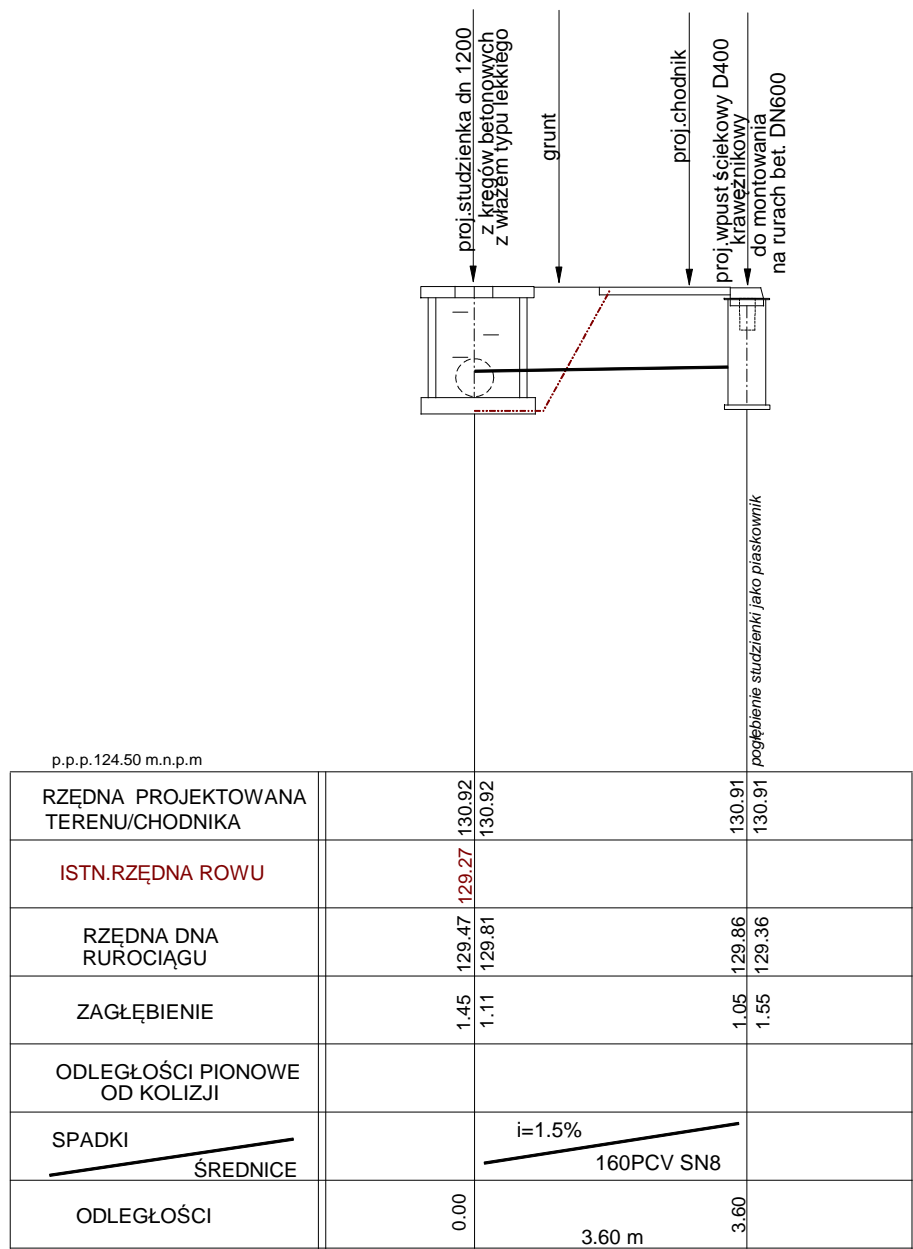 proj.studzienka dn 1200
z kręgów betonowych
z włazem typu lekkiego
grunt
proj.chodnik
proj.wpust ściekowy D400
krawężnikowy
do montowania
na rurach bet. DN600
pogłębienie studzienki jako piaskownik
p.p.p.124.50 m.n.p.m
RZĘDNA PROJEKTOWANA
TERENU/CHODNIKA
130.92
130.92
130.91
130.91
ISTN.RZĘDNA ROWU
129.27
RZĘDNA DNA
RUROCIĄGU
129.47
129.81
129.86
129.36
ZAGŁĘBIENIE
1.45
1.11
1.05
1.55
ODLEGŁOŚCI PIONOWE
OD KOLIZJI
SPADKI
ŚREDNICE
i=1.5%
160PCV SN8
ODLEGŁOŚCI
0.00
3.60 m
3.60